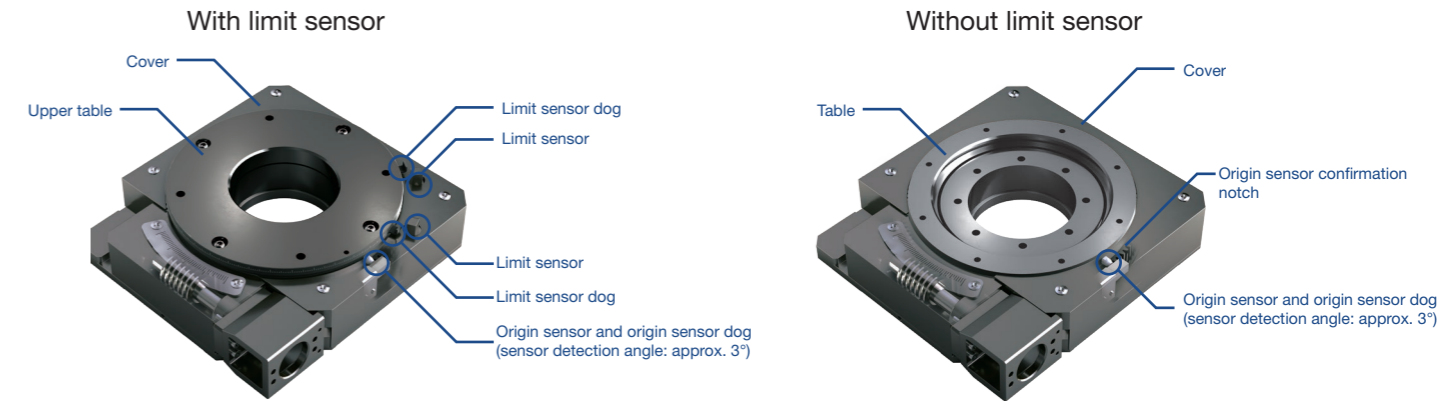 With limit sensor
Cover
Upper table
Limit sensor dog
Limit sensor
Limit sensor
Limit sensor dog
Origin sensor and origin sensor dog
(sensor detection angle: approx. 3°)
Without limit sensor
Cover
Table
Origin sensor confirmation
notch
Origin sensor and origin sensor dog
(sensor detection angle: approx. 3°)